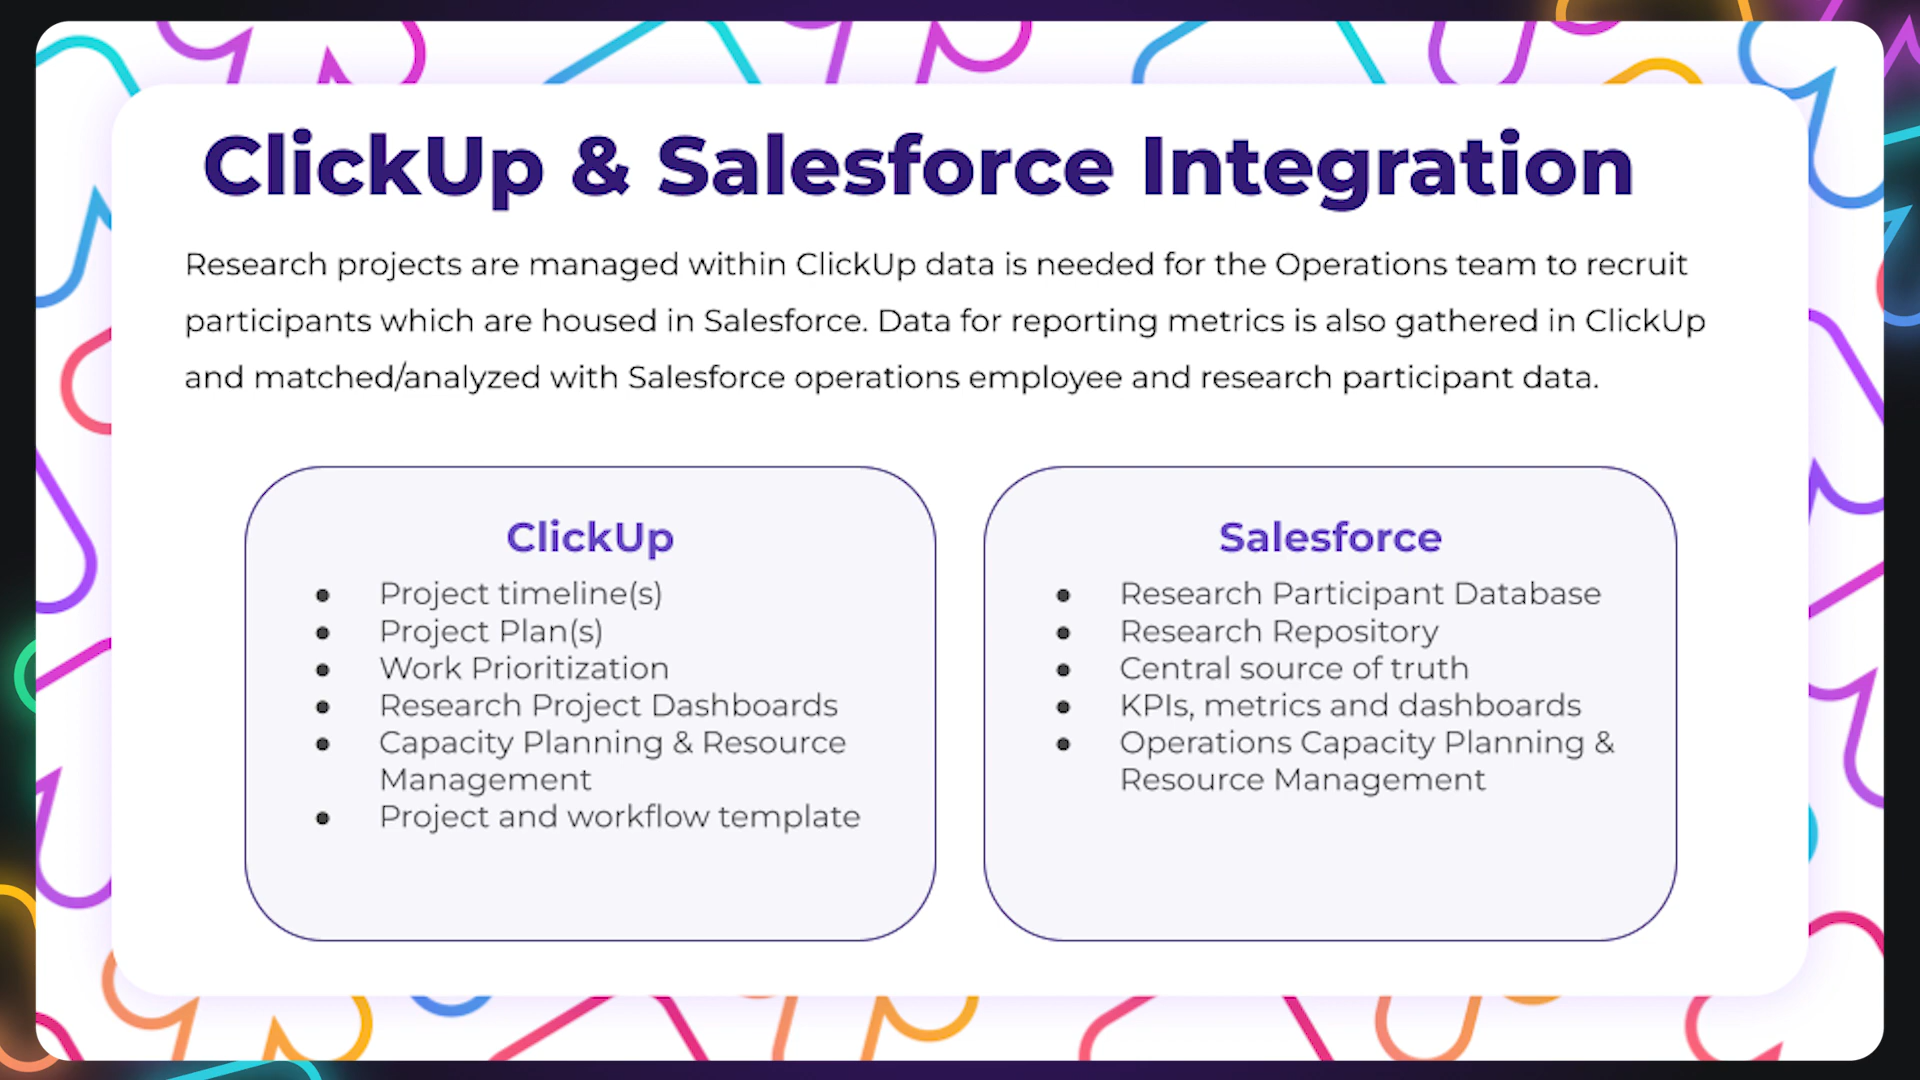 ClickUp & Salesforce Integration
Research projects are managed within ClickUp data is needed for the Operations team to recruit
participants which are housed in Salesforce. Data for reporting metrics is also gathered in ClickUp
and matched/analyzed with Salesforce operations employee and research participant data.
ClickUp
● Project timeline(s)
● Project Plan(s)
● Work Prioritization
● Research Project Dashboards
● Capacity Planning & Resource
Management
● Project and workflow template
Salesforce
● Research Participant Database
● Research Repository
● Central source of truth
● KPIs, metrics and dashboards
● Operations Capacity Planning &
Resource Management